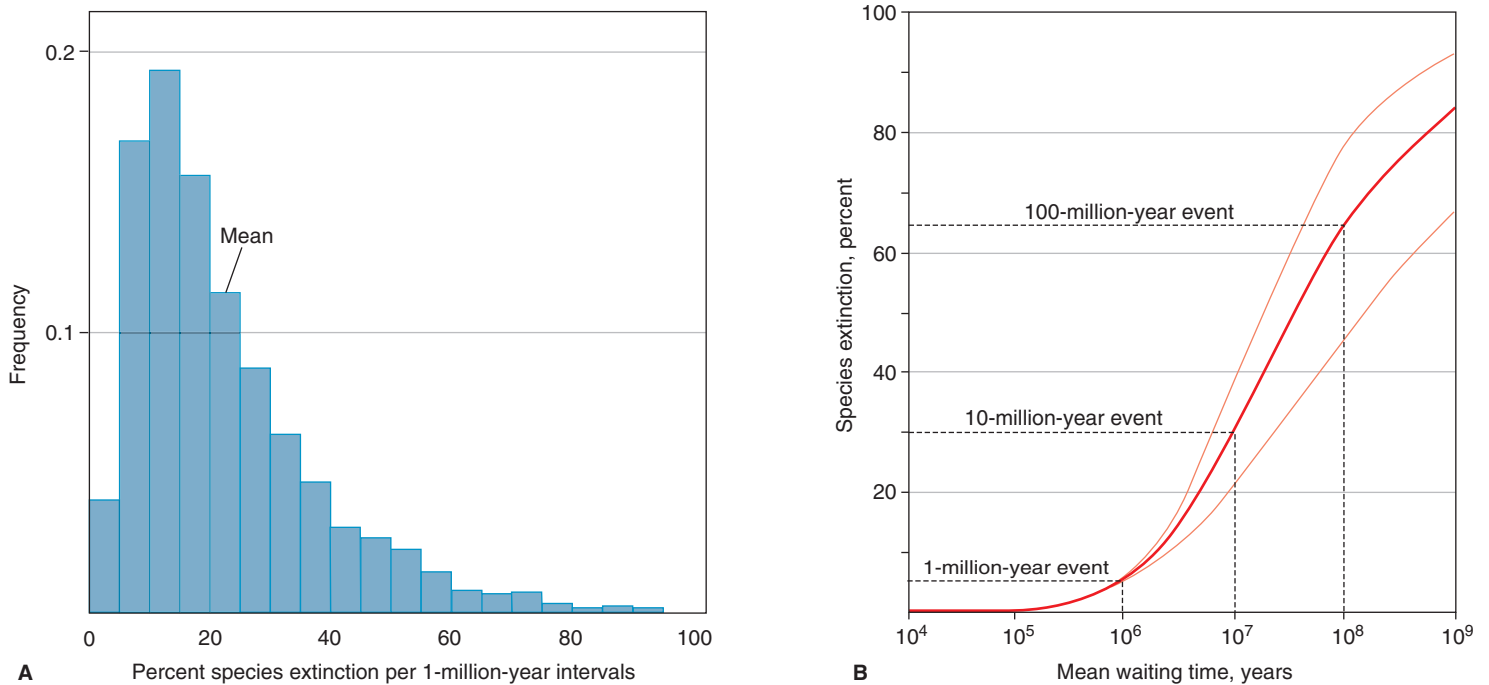 0.2
0.1
Frequency
Mean
0
20
40
60
80
100
Percent species extinction per 1-million-year intervals
A
100
80
60
40
20
Species extinction, percent
100-million-year event
10-million-year event
1-million-year event
10⁴
10⁵
10⁶
10⁷
10⁸
10⁹
Mean waiting time, years
B